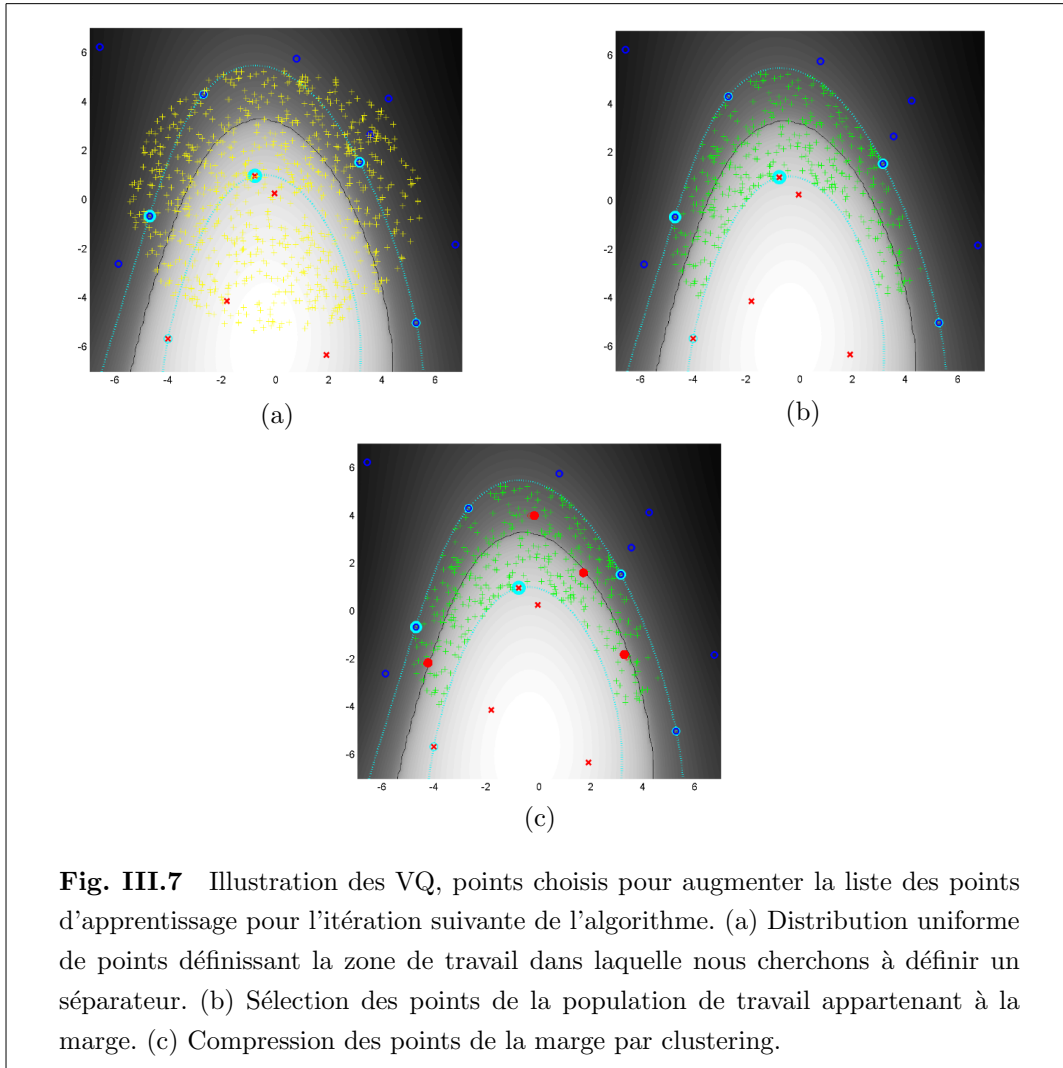 6
4
2
0
-2
-4
-6
-6 -4 -2 0 2 4 6
(a)
6
4
2
0
-2
-4
-6
-6 -4 -2 0 2 4 6
(b)
6
4
2
0
-2
-4
-6
-6 -4 -2 0 2 4 6
(c)
Fig. III.7 Illustration des VQ, points choisis pour augmenter la liste des points
d'apprentissage pour l'itération suivante de l'algorithme. (a) Distribution uniforme
de points définissant la zone de travail dans laquelle nous cherchons à définir un
séparateur. (b) Sélection des points de la population de travail appartenant à la
marge. (c) Compression des points de la marge par clustering.